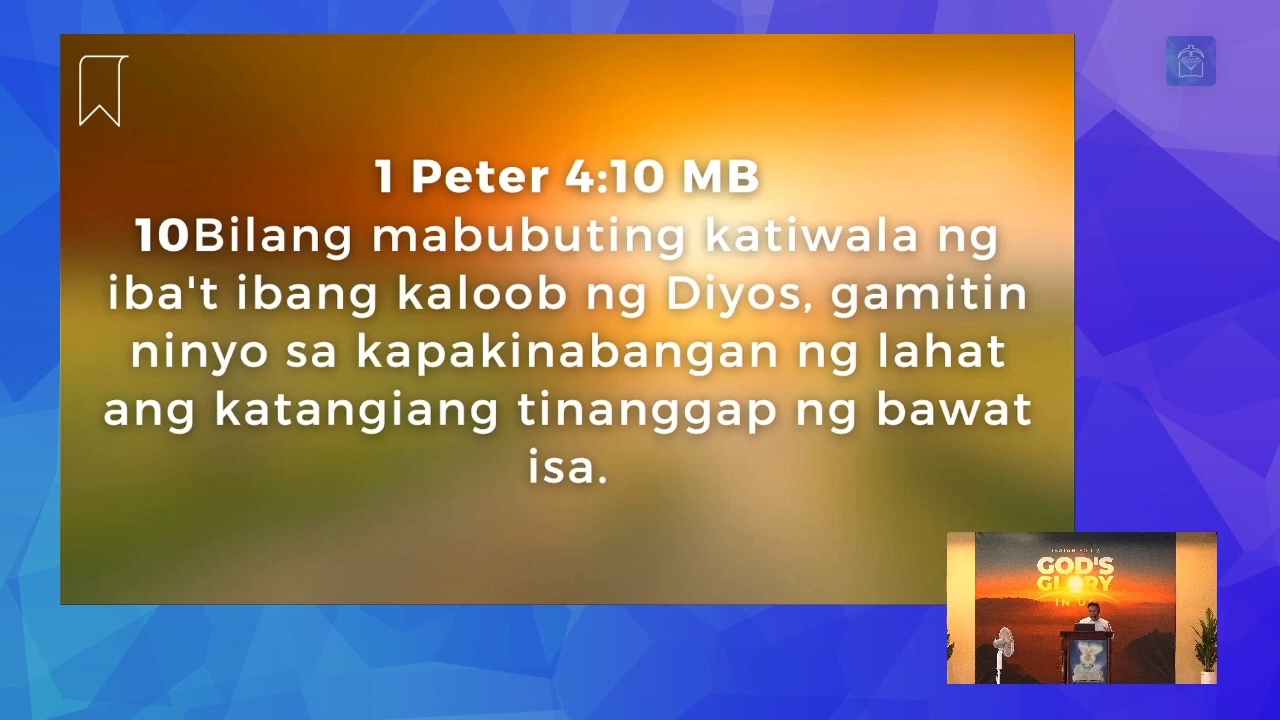 1 Peter 4:10 MB
10Bilang mabubuting katiwala ng
iba't ibang kaloob ng Diyos, gamitin
ninyo sa kapakinabangan ng lahat
ang katangiang tinanggap ng bawat
isa.
GOD'S
GLORY